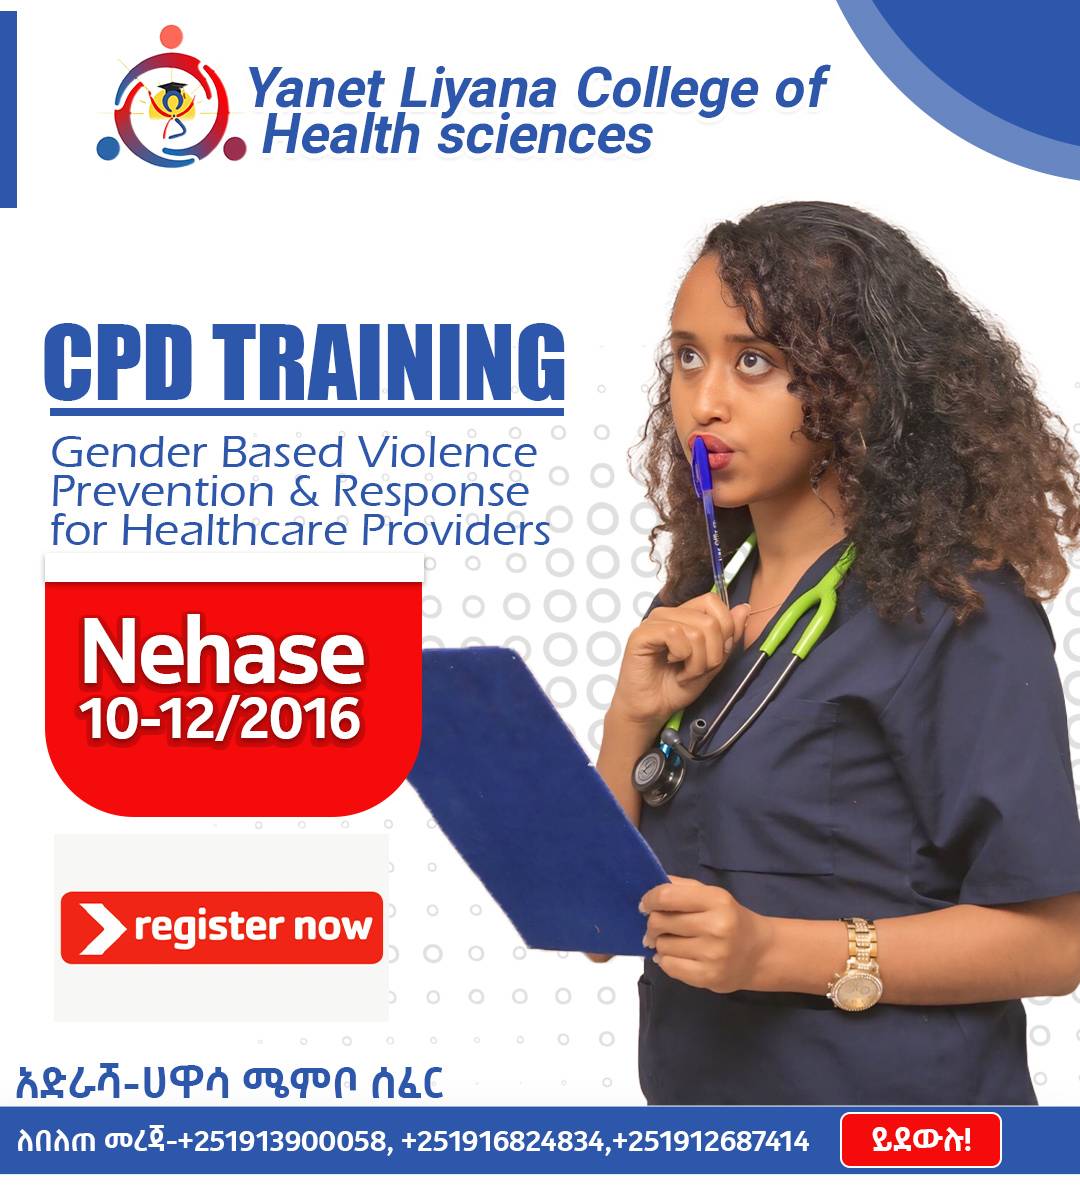 Yanet Liyana College of
Health sciences
CPD TRAINING
Gender Based Violence
Prevention & Response
for Healthcare Providers
Nehase
10-12/2016
register now
አድራሻ-ሀዋሳ ሜምቦ ሰፈር
ለበለጠ መረጃ-+251913900058, +251916824834,+251912687414
ይደውሉ!